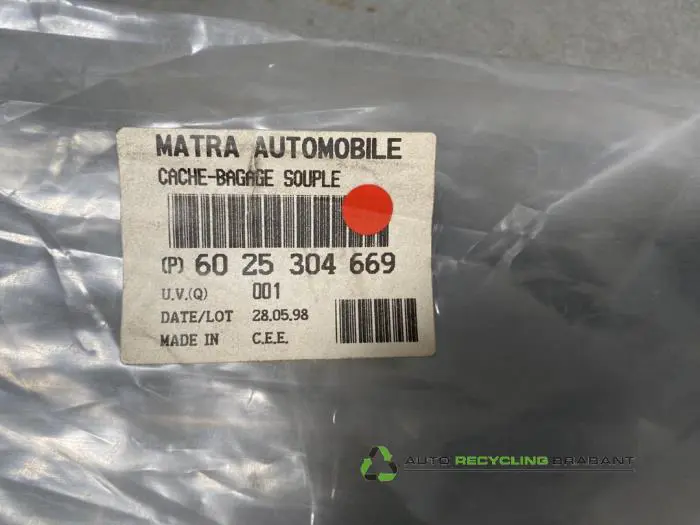 MATRA AUTOMOBILE
CACHE-BAGAGE SOUPLE
(P) 60 25 304 669
U.V.(Q) 001
DATE/LOT 28.05.98
MADE IN C.E.E.
AUTO RECYCLING BRABANT